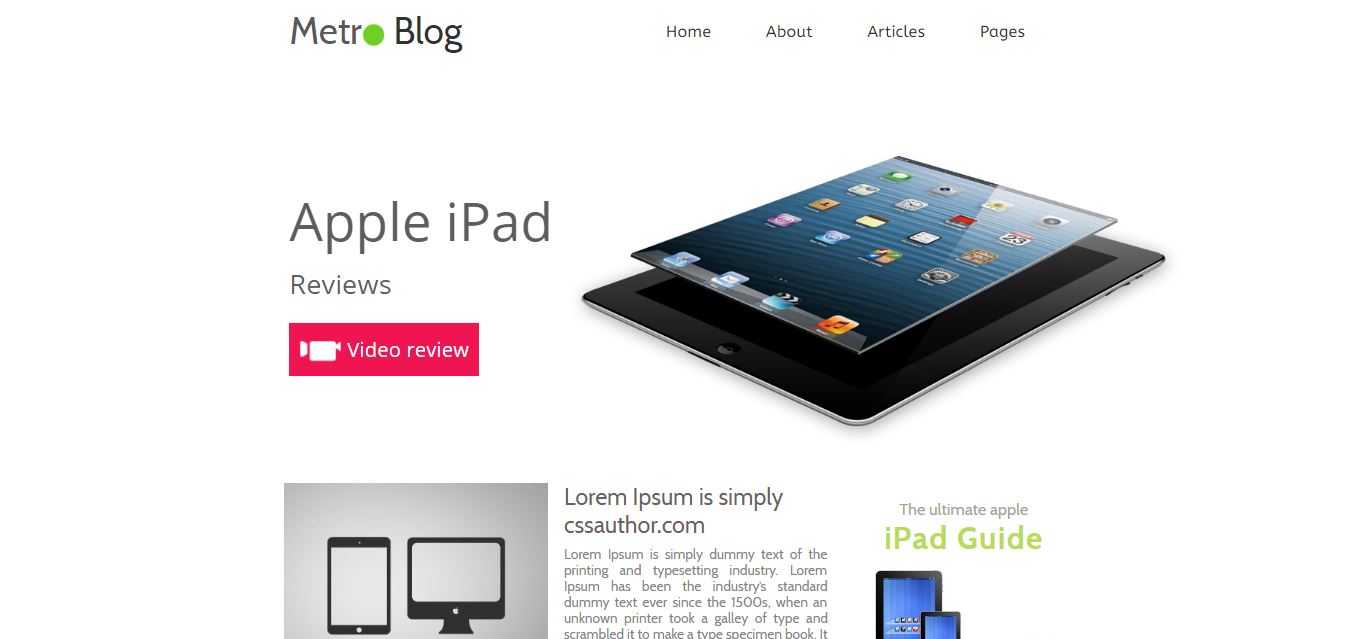 Metro Blog
Home About Articles Pages
Apple iPad
Reviews
Video review
23
Lorem Ipsum is simply
cssauthor.com
Lorem Ipsum is simply dummy text of the
printing and typesetting industry. Lorem
Ipsum has been the industry's standard
dummy text ever since the 1500s, when an
unknown printer took a galley of type and
scrambled it to make a type specimen book. It
The ultimate apple
iPad Guide